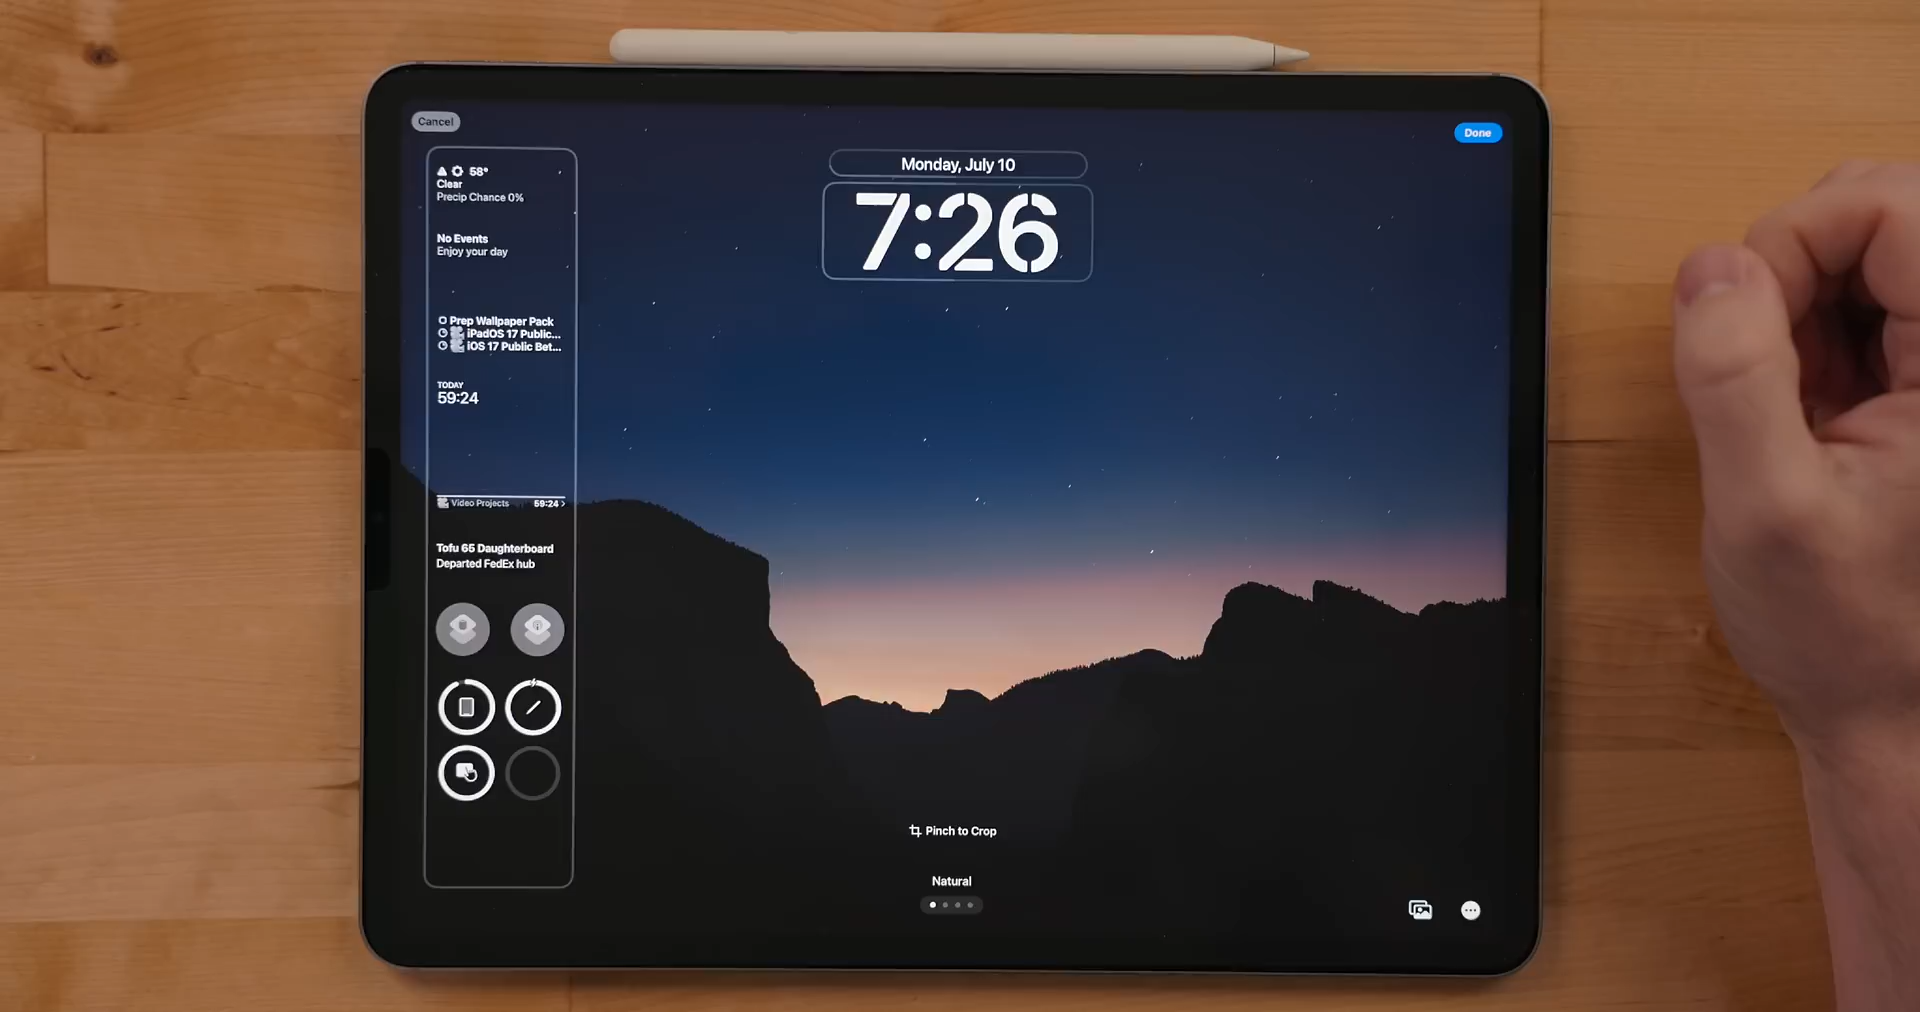 Cancel
Done
Monday, July 10
7:26
58°
Clear
Precip Chance 0%
No Events
Enjoy your day
Prep Wallpaper Pack
iPadOS 17 Public...
iOS 17 Public Bet...
TODAY
59:24
Video Projects 59:24 >
Tofu 65 Daughterboard
Departed FedEx hub
Pinch to Crop
Natural